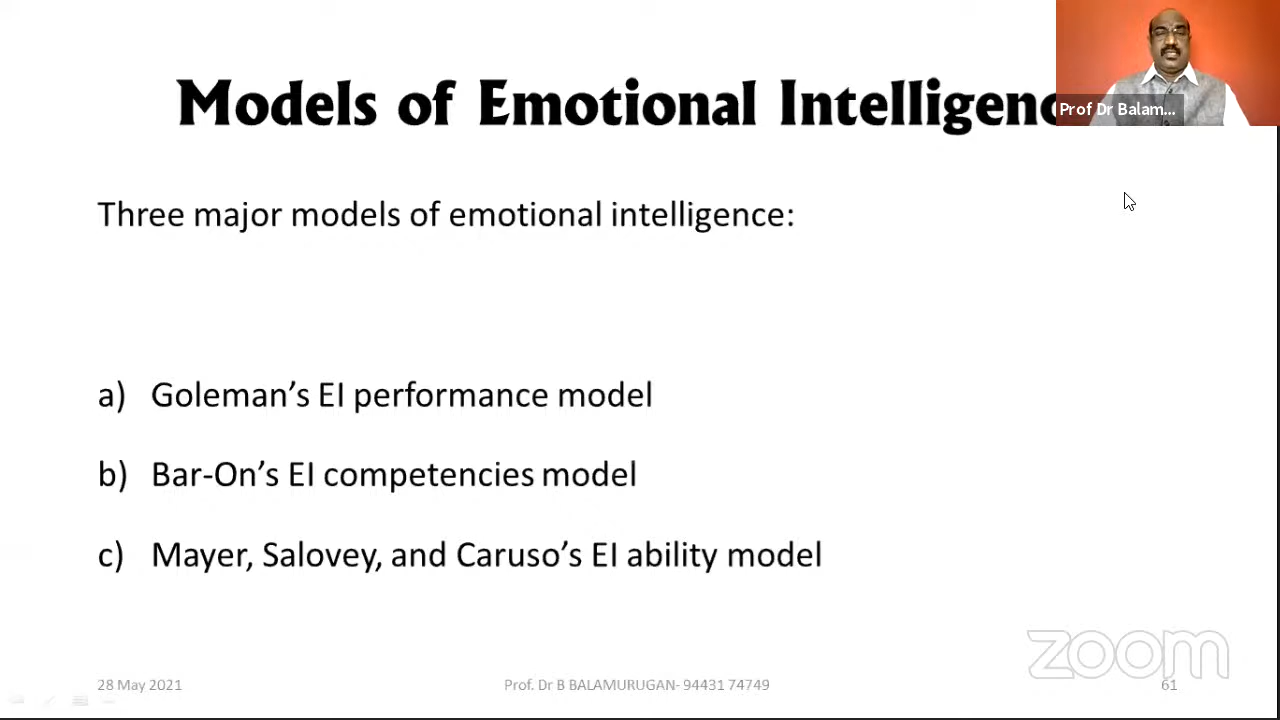 Models of Emotional Intelligenc
Prof Dr Balam...
Three major models of emotional intelligence:
a) Goleman’s EI performance model
b) Bar-On’s EI competencies model
c) Mayer, Salovey, and Caruso’s EI ability model
zoom
28 May 2021
Prof. Dr B BALAMURUGAN- 94431 74749
61